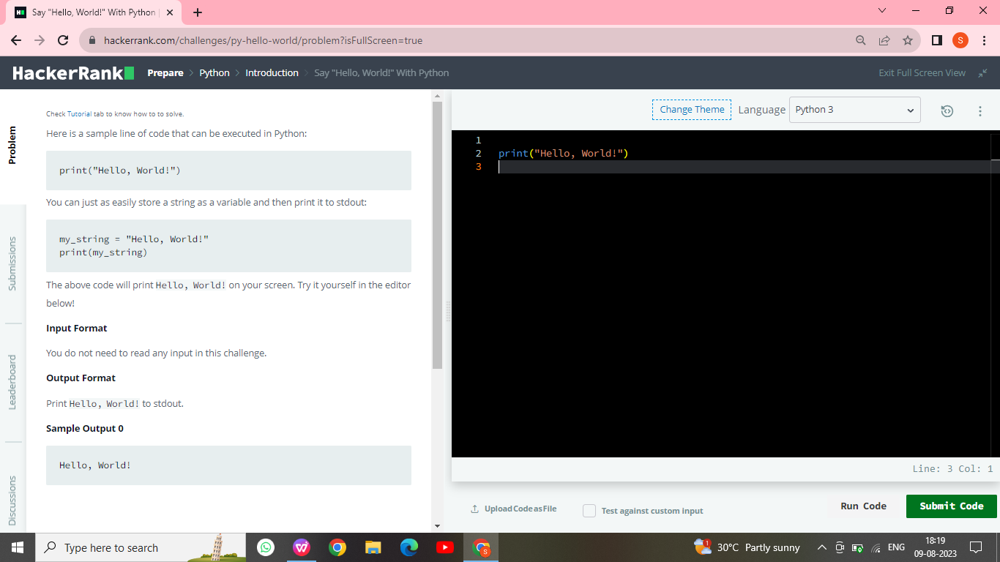 Say "Hello, World!" With Python |
hackerrank.com/challenges/py-hello-world/problem?isFullScreen=true
S
HackerRank
Prepare > Python > Introduction > Say "Hello, World!" With Python
Exit Full Screen View
Problem
Submissions
Leaderboard
Discussions
Check Tutorial tab to know how to to solve.
Here is a sample line of code that can be executed in Python:
print("Hello, World!")
You can just as easily store a string as a variable and then print it to stdout:
my_string = "Hello, World!"
print(my_string)
The above code will print Hello, World! on your screen. Try it yourself in the editor
below!
Input Format
You do not need to read any input in this challenge.
Output Format
Print Hello, World! to stdout.
Sample Output 0
Hello, World!
Change Theme Language Python 3
1
2 print("Hello, World!")
3
Line: 3 Col: 1
Upload Code as File
Test against custom input
Run Code
Submit Code
Type here to search
S
1
30°C Partly sunny
ENG
18:19
09-08-2023